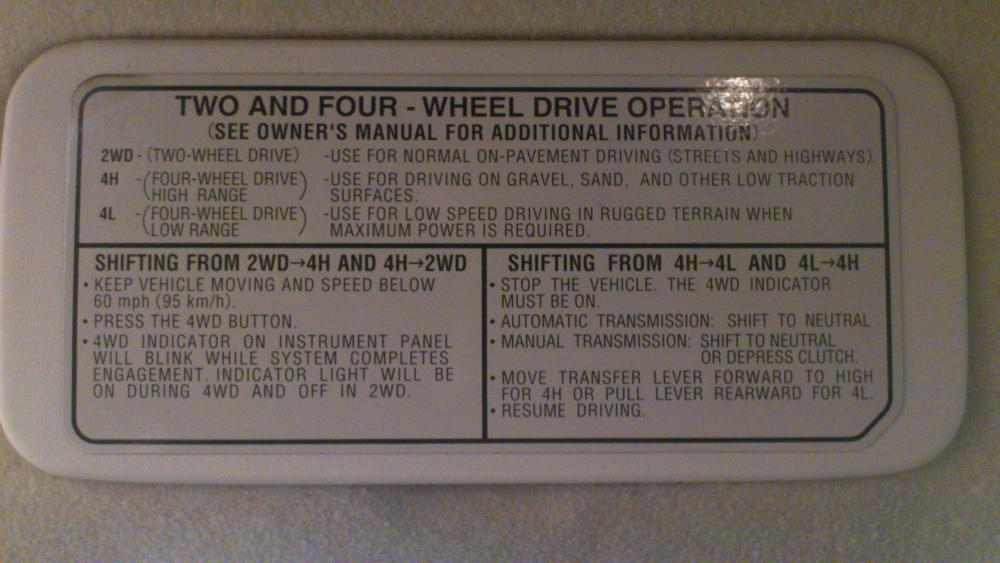 TWO AND FOUR - WHEEL DRIVE OPERATION
(SEE OWNER'S MANUAL FOR ADDITIONAL INFORMATION)
2WD - (TWO-WHEEL DRIVE) -USE FOR NORMAL ON-PAVEMENT DRIVING (STREETS AND HIGHWAYS).
4H -(FOUR-WHEEL DRIVE HIGH RANGE) -USE FOR DRIVING ON GRAVEL, SAND, AND OTHER LOW TRACTION
SURFACES.
4L -(FOUR-WHEEL DRIVE LOW RANGE) -USE FOR LOW SPEED DRIVING IN RUGGED TERRAIN WHEN
MAXIMUM POWER IS REQUIRED.
SHIFTING FROM 2WD→4H AND 4H→2WD
• KEEP VEHICLE MOVING AND SPEED BELOW
60 mph (95 km/h).
• PRESS THE 4WD BUTTON.
• 4WD INDICATOR ON INSTRUMENT PANEL
WILL BLINK WHILE SYSTEM COMPLETES
ENGAGEMENT. INDICATOR LIGHT WILL BE
ON DURING 4WD AND OFF IN 2WD.
SHIFTING FROM 4H→4L AND 4L→4H
• STOP THE VEHICLE. THE 4WD INDICATOR
MUST BE ON.
• AUTOMATIC TRANSMISSION: SHIFT TO NEUTRAL
• MANUAL TRANSMISSION: SHIFT TO NEUTRAL
OR DEPRESS CLUTCH.
• MOVE TRANSFER LEVER FORWARD TO HIGH
FOR 4H OR PULL LEVER REARWARD FOR 4L.
• RESUME DRIVING.